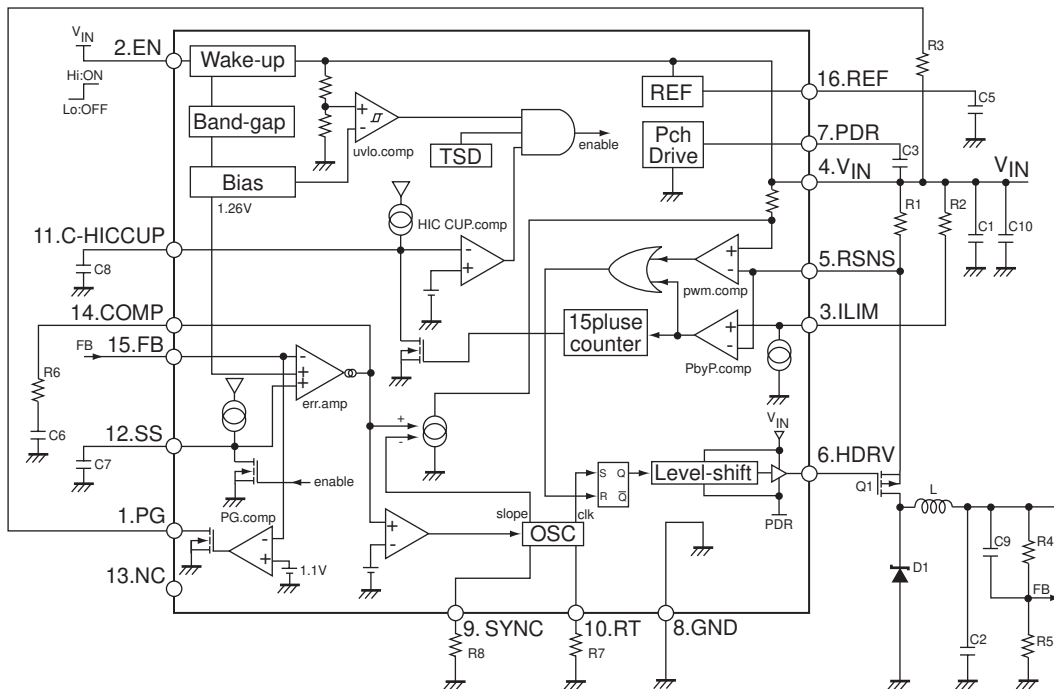 VIN
2.EN
Hi:ON
Lo:OFF
Wake-up
Band-gap
Bias
1.26V
uvlo.comp
TSD
enable
REF
Pch
Drive
16.REF
C5
R3
7.PDR
C3
4.VIN
VIN
R1
R2
C1
C10
11.C-HICCUP
C8
HIC CUP.comp
pwm.comp
5.RSNS
14.COMP
15pluse
counter
PbyP.comp
3.ILIM
FB
15.FB
R6
C6
err.amp
12.SS
C7
enable
VIN
6.HDRV
Level-shift
S Q
R Q
PDR
Q1
L
1.PG
PG.comp
1.1V
slope
clk
OSC
13.NC
C9
R4
D1
FB
9. SYNC
10.RT
8.GND
R8
R7
C2
R5